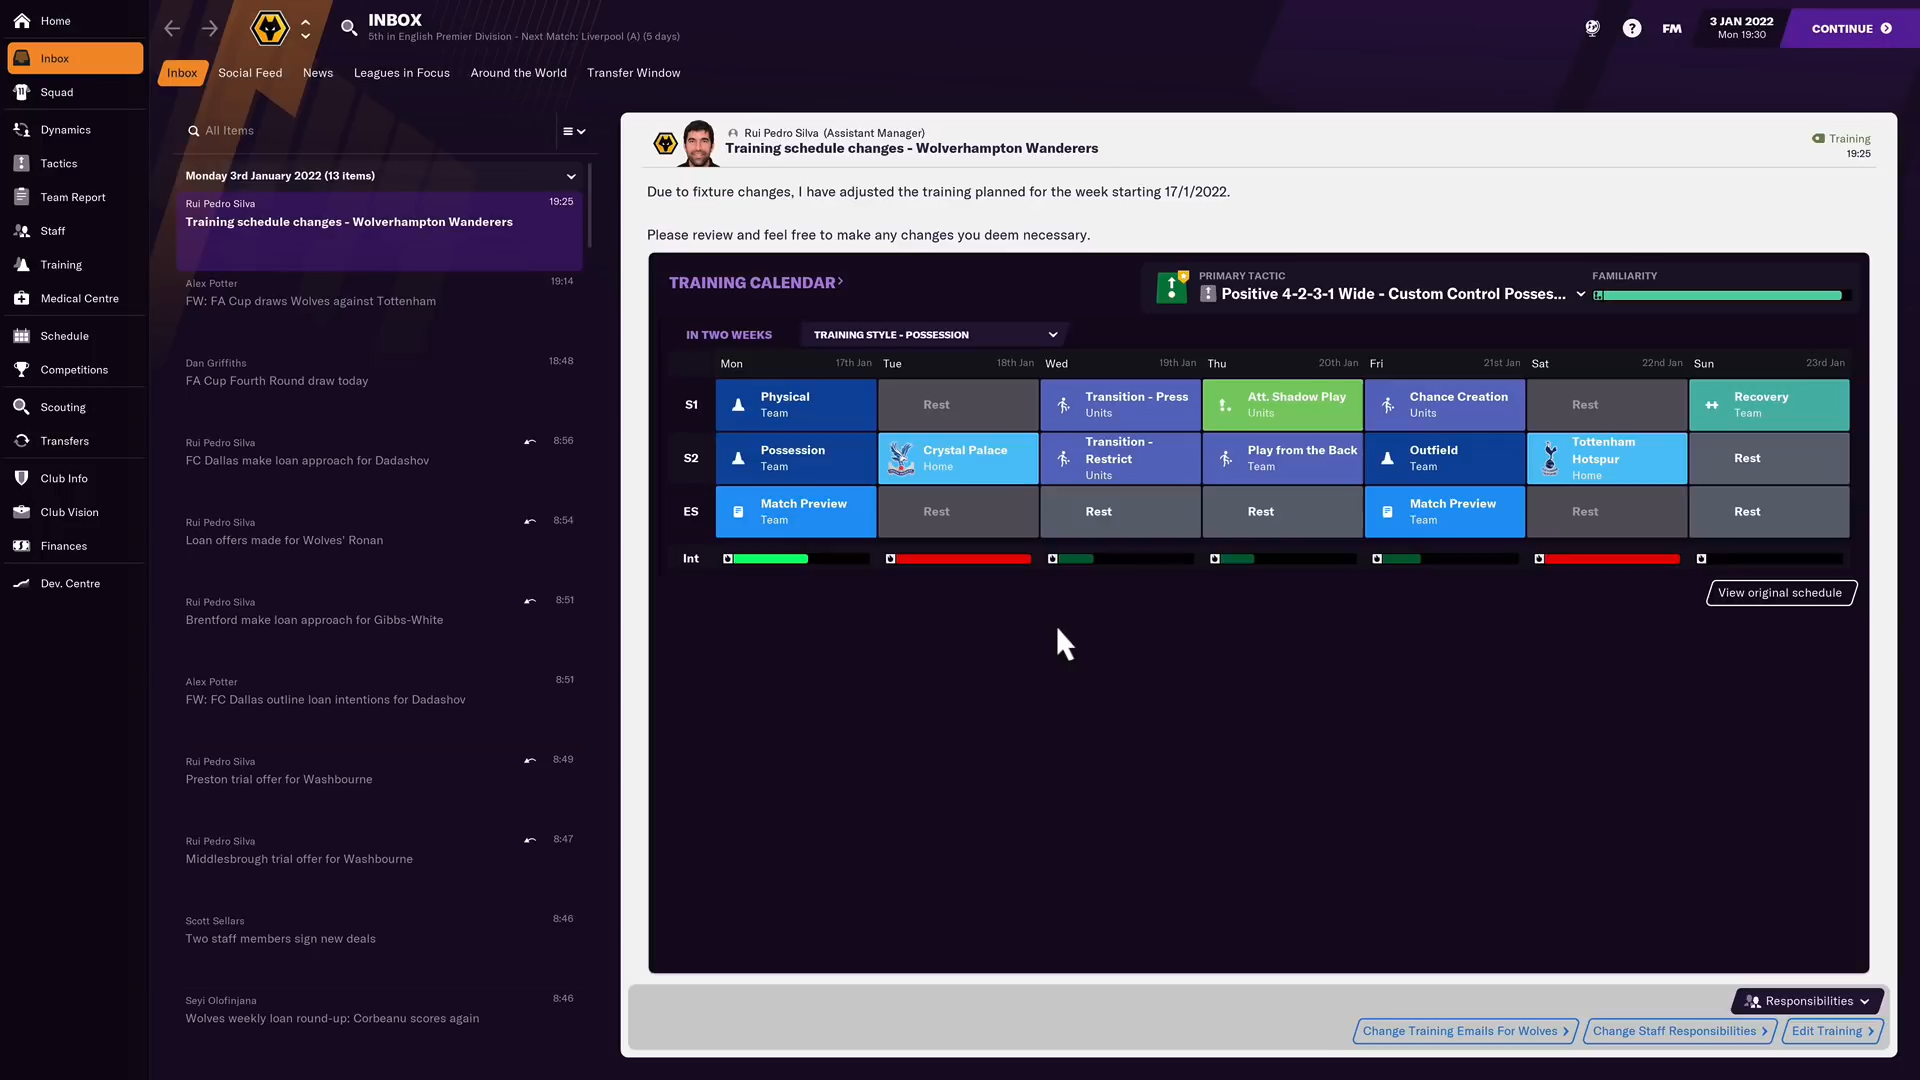 Home
Inbox
Squad
Dynamics
Tactics
Team Report
Staff
Training
Medical Centre
Schedule
Competitions
Scouting
Transfers
Club Info
Club Vision
Finances
Dev. Centre
INBOX
5th in English Premier Division - Next Match: Liverpool (A) (5 days)
FM
3 JAN 2022
Mon 19:30
CONTINUE
Inbox Social Feed News Leagues in Focus Around the World Transfer Window
All Items
Monday 3rd January 2022 (13 items)
Rui Pedro Silva 19:25
Training schedule changes - Wolverhampton Wanderers
Alex Potter 19:14
FW: FA Cup draws Wolves against Tottenham
Dan Griffiths 18:48
FA Cup Fourth Round draw today
Rui Pedro Silva 8:56
FC Dallas make loan approach for Dadashov
Rui Pedro Silva 8:54
Loan offers made for Wolves' Ronan
Rui Pedro Silva 8:51
Brentford make loan approach for Gibbs-White
Alex Potter 8:51
FW: FC Dallas outline loan intentions for Dadashov
Rui Pedro Silva 8:49
Preston trial offer for Washbourne
Rui Pedro Silva 8:47
Middlesbrough trial offer for Washbourne
Scott Sellars 8:46
Two staff members sign new deals
Seyi Olofinjana 8:46
Wolves weekly loan round-up: Corbeanu scores again
Rui Pedro Silva (Assistant Manager)
Training schedule changes - Wolverhampton Wanderers
Training
19:25
Due to fixture changes, I have adjusted the training planned for the week starting 17/1/2022.
Please review and feel free to make any changes you deem necessary.
TRAINING CALENDAR
PRIMARY TACTIC
Positive 4-2-3-1 Wide - Custom Control Posses...
FAMILIARITY
IN TWO WEEKS TRAINING STYLE - POSSESSION
Mon 17th Jan Tue 18th Jan Wed 19th Jan Thu 20th Jan Fri 21st Jan Sat 22nd Jan Sun 23rd Jan
S1
Physical
Team
Rest
Transition - Press
Units
Att. Shadow Play
Units
Chance Creation
Units
Rest
Recovery
Team
S2
Possession
Team
Crystal Palace
Home
Transition -
Restrict
Units
Play from the Back
Team
Outfield
Team
Tottenham
Hotspur
Home
Rest
ES
Match Preview
Team
Rest
Rest
Rest
Match Preview
Team
Rest
Rest
Int
View original schedule
Responsibilities
Change Training Emails For Wolves
Change Staff Responsibilities
Edit Training